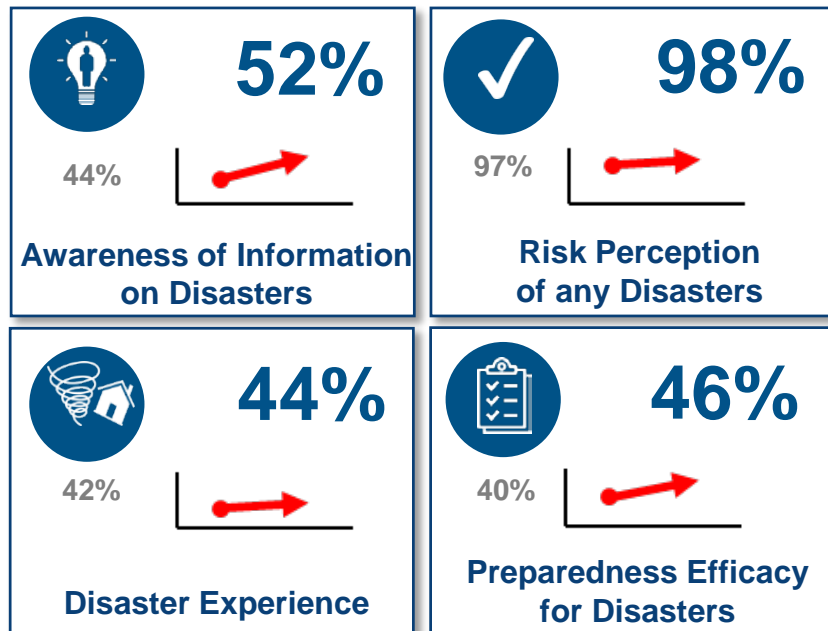 52%
44%
Awareness of Information
on Disasters
98%
97%
Risk Perception
of any Disasters
44%
42%
Disaster Experience
46%
40%
Preparedness Efficacy
for Disasters